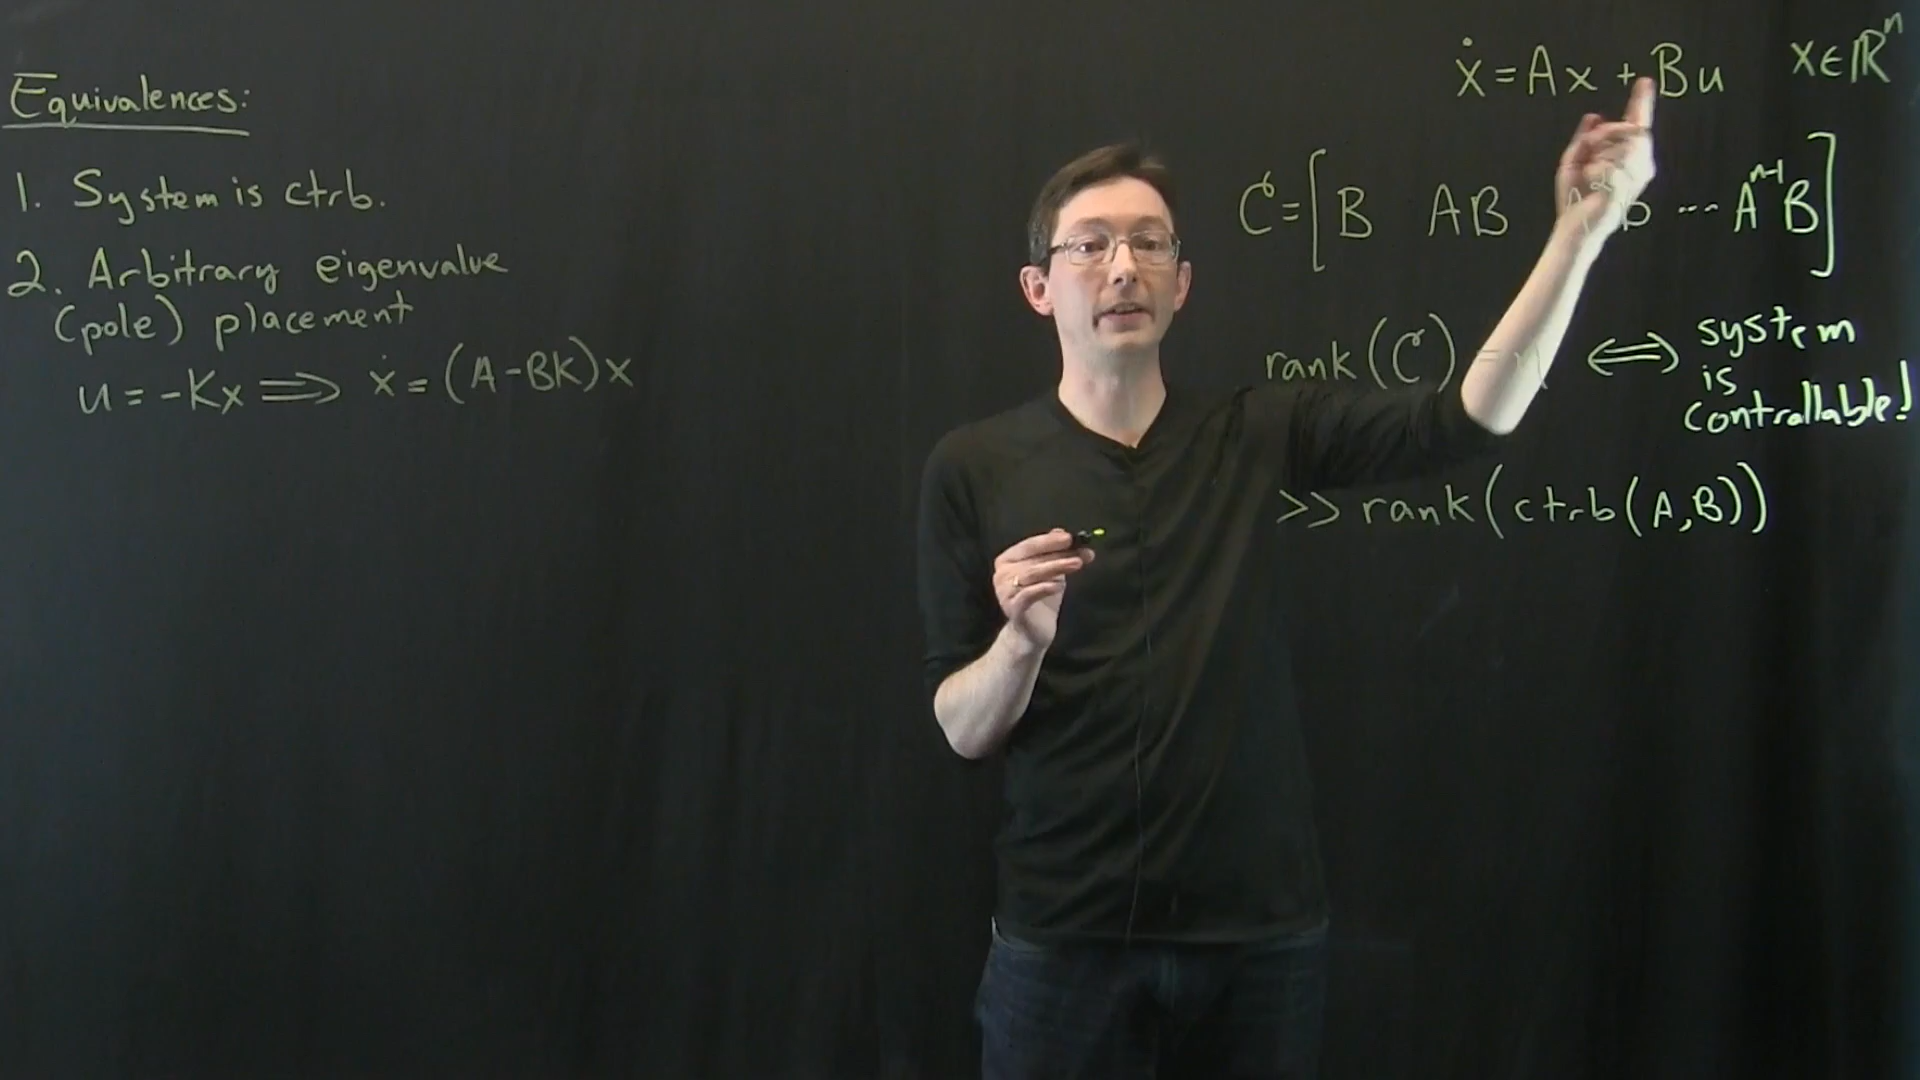 Equivalences:
1. System is ctrb.
2. Arbitrary eigenvalue
(pole) placement
u = -Kx ⟹ ẋ = (A-BK)x
ẋ = Ax + Bu x∈ℝⁿ
C = [B AB A²B ... Aⁿ⁻¹B]
rank(C) = n ⟺ system
is
controllable!
>> rank(ctrb(A,B))